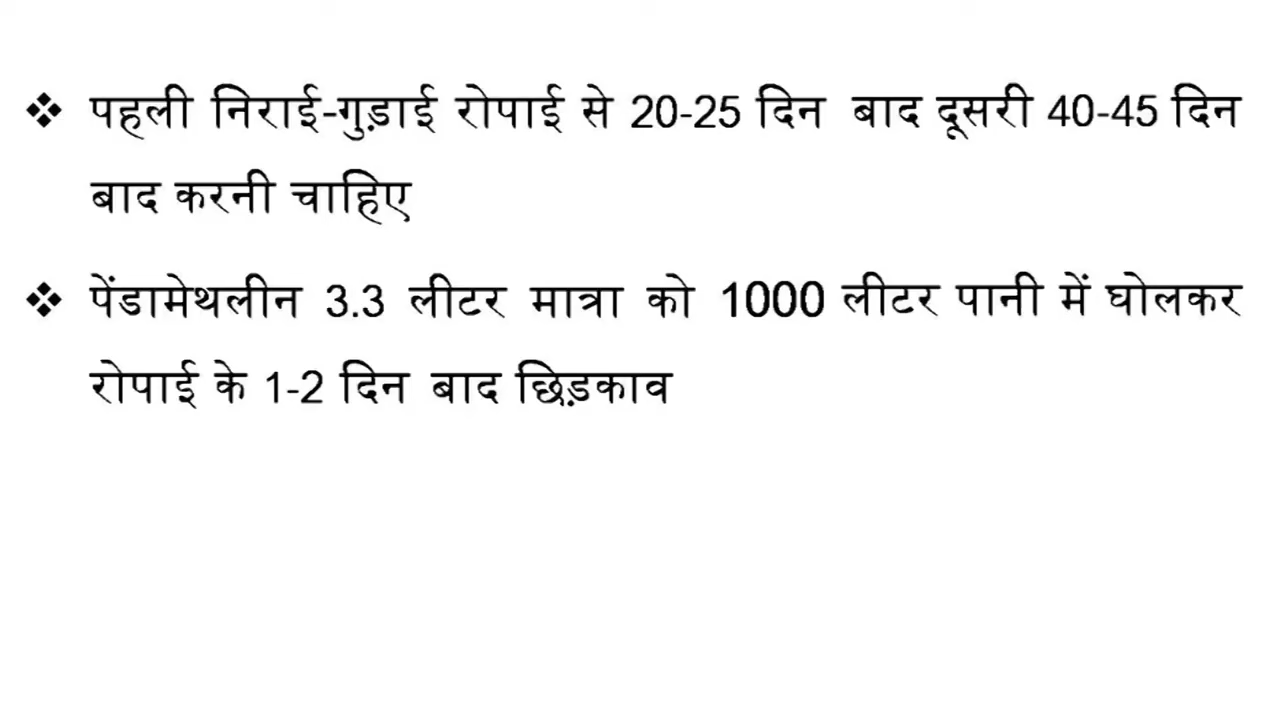 ❖ पहली निराई-गुड़ाई रोपाई से 20-25 दिन बाद दूसरी 40-45 दिन
बाद करनी चाहिए
❖ पेंडामेथलीन 3.3 लीटर मात्रा को 1000 लीटर पानी में घोलकर
रोपाई के 1-2 दिन बाद छिड़काव